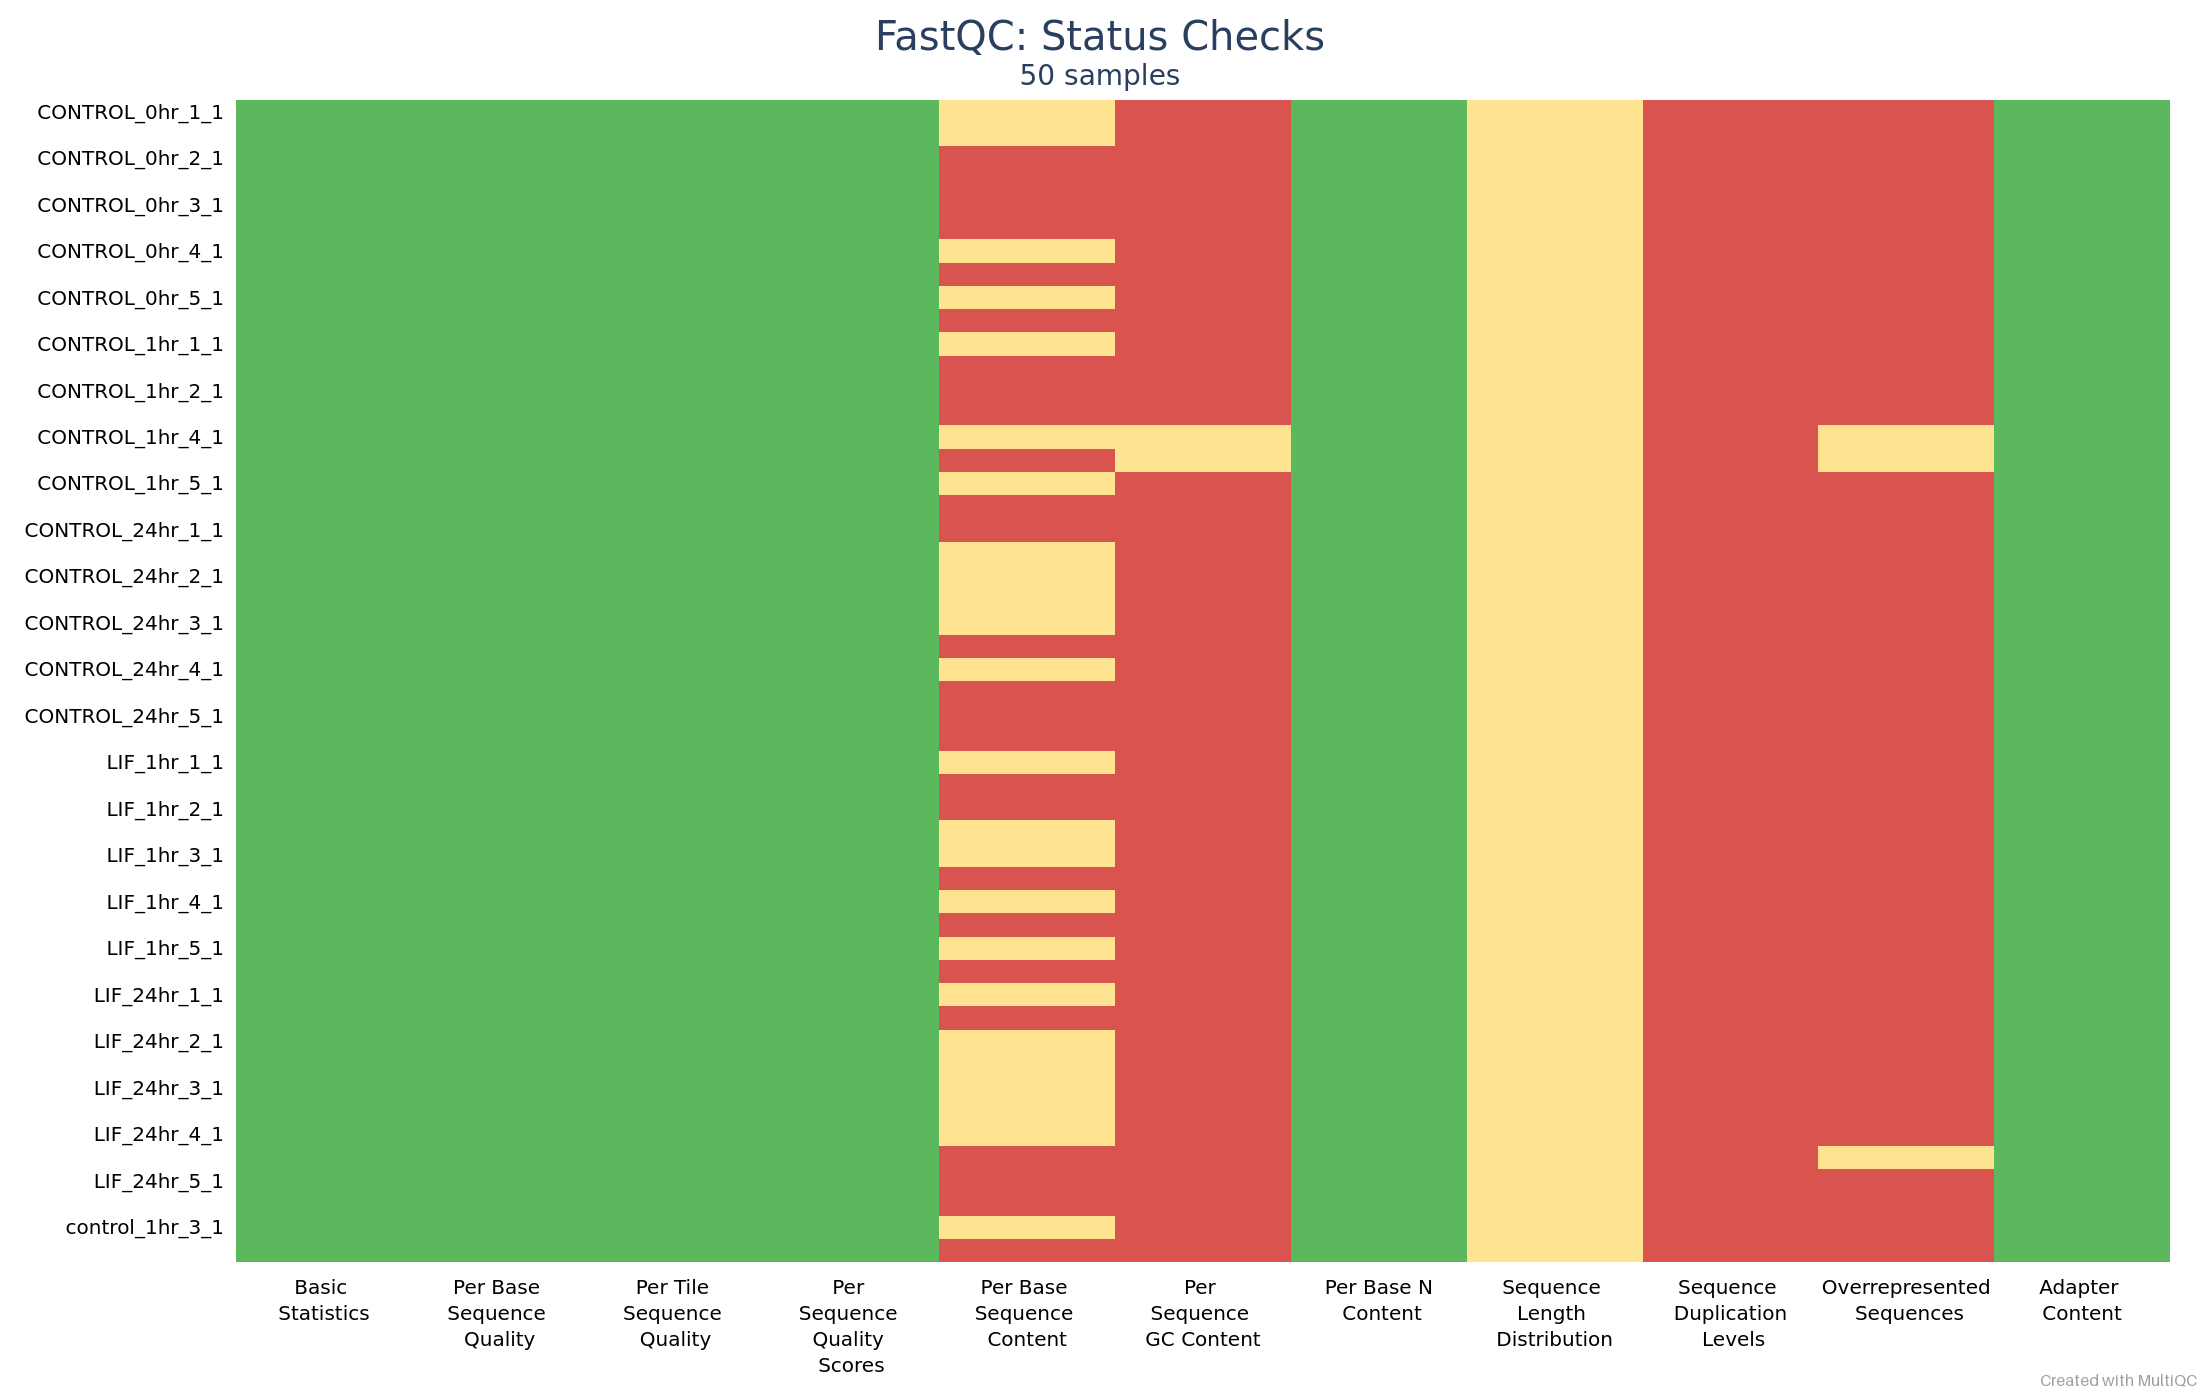 FastQC: Status Checks
50 samples
CONTROL_0hr_1_1
CONTROL_0hr_2_1
CONTROL_0hr_3_1
CONTROL_0hr_4_1
CONTROL_0hr_5_1
CONTROL_1hr_1_1
CONTROL_1hr_2_1
CONTROL_1hr_4_1
CONTROL_1hr_5_1
CONTROL_24hr_1_1
CONTROL_24hr_2_1
CONTROL_24hr_3_1
CONTROL_24hr_4_1
CONTROL_24hr_5_1
LIF_1hr_1_1
LIF_1hr_2_1
LIF_1hr_3_1
LIF_1hr_4_1
LIF_1hr_5_1
LIF_24hr_1_1
LIF_24hr_2_1
LIF_24hr_3_1
LIF_24hr_4_1
LIF_24hr_5_1
control_1hr_3_1
Basic
Statistics
Per Base
Sequence
Quality
Per Tile
Sequence
Quality
Per
Sequence
Quality
Scores
Per Base
Sequence
Content
Per
Sequence
GC Content
Per Base N
Content
Sequence
Length
Distribution
Sequence
Duplication
Levels
Overrepresented
Sequences
Adapter
Content
Created with MultiQC